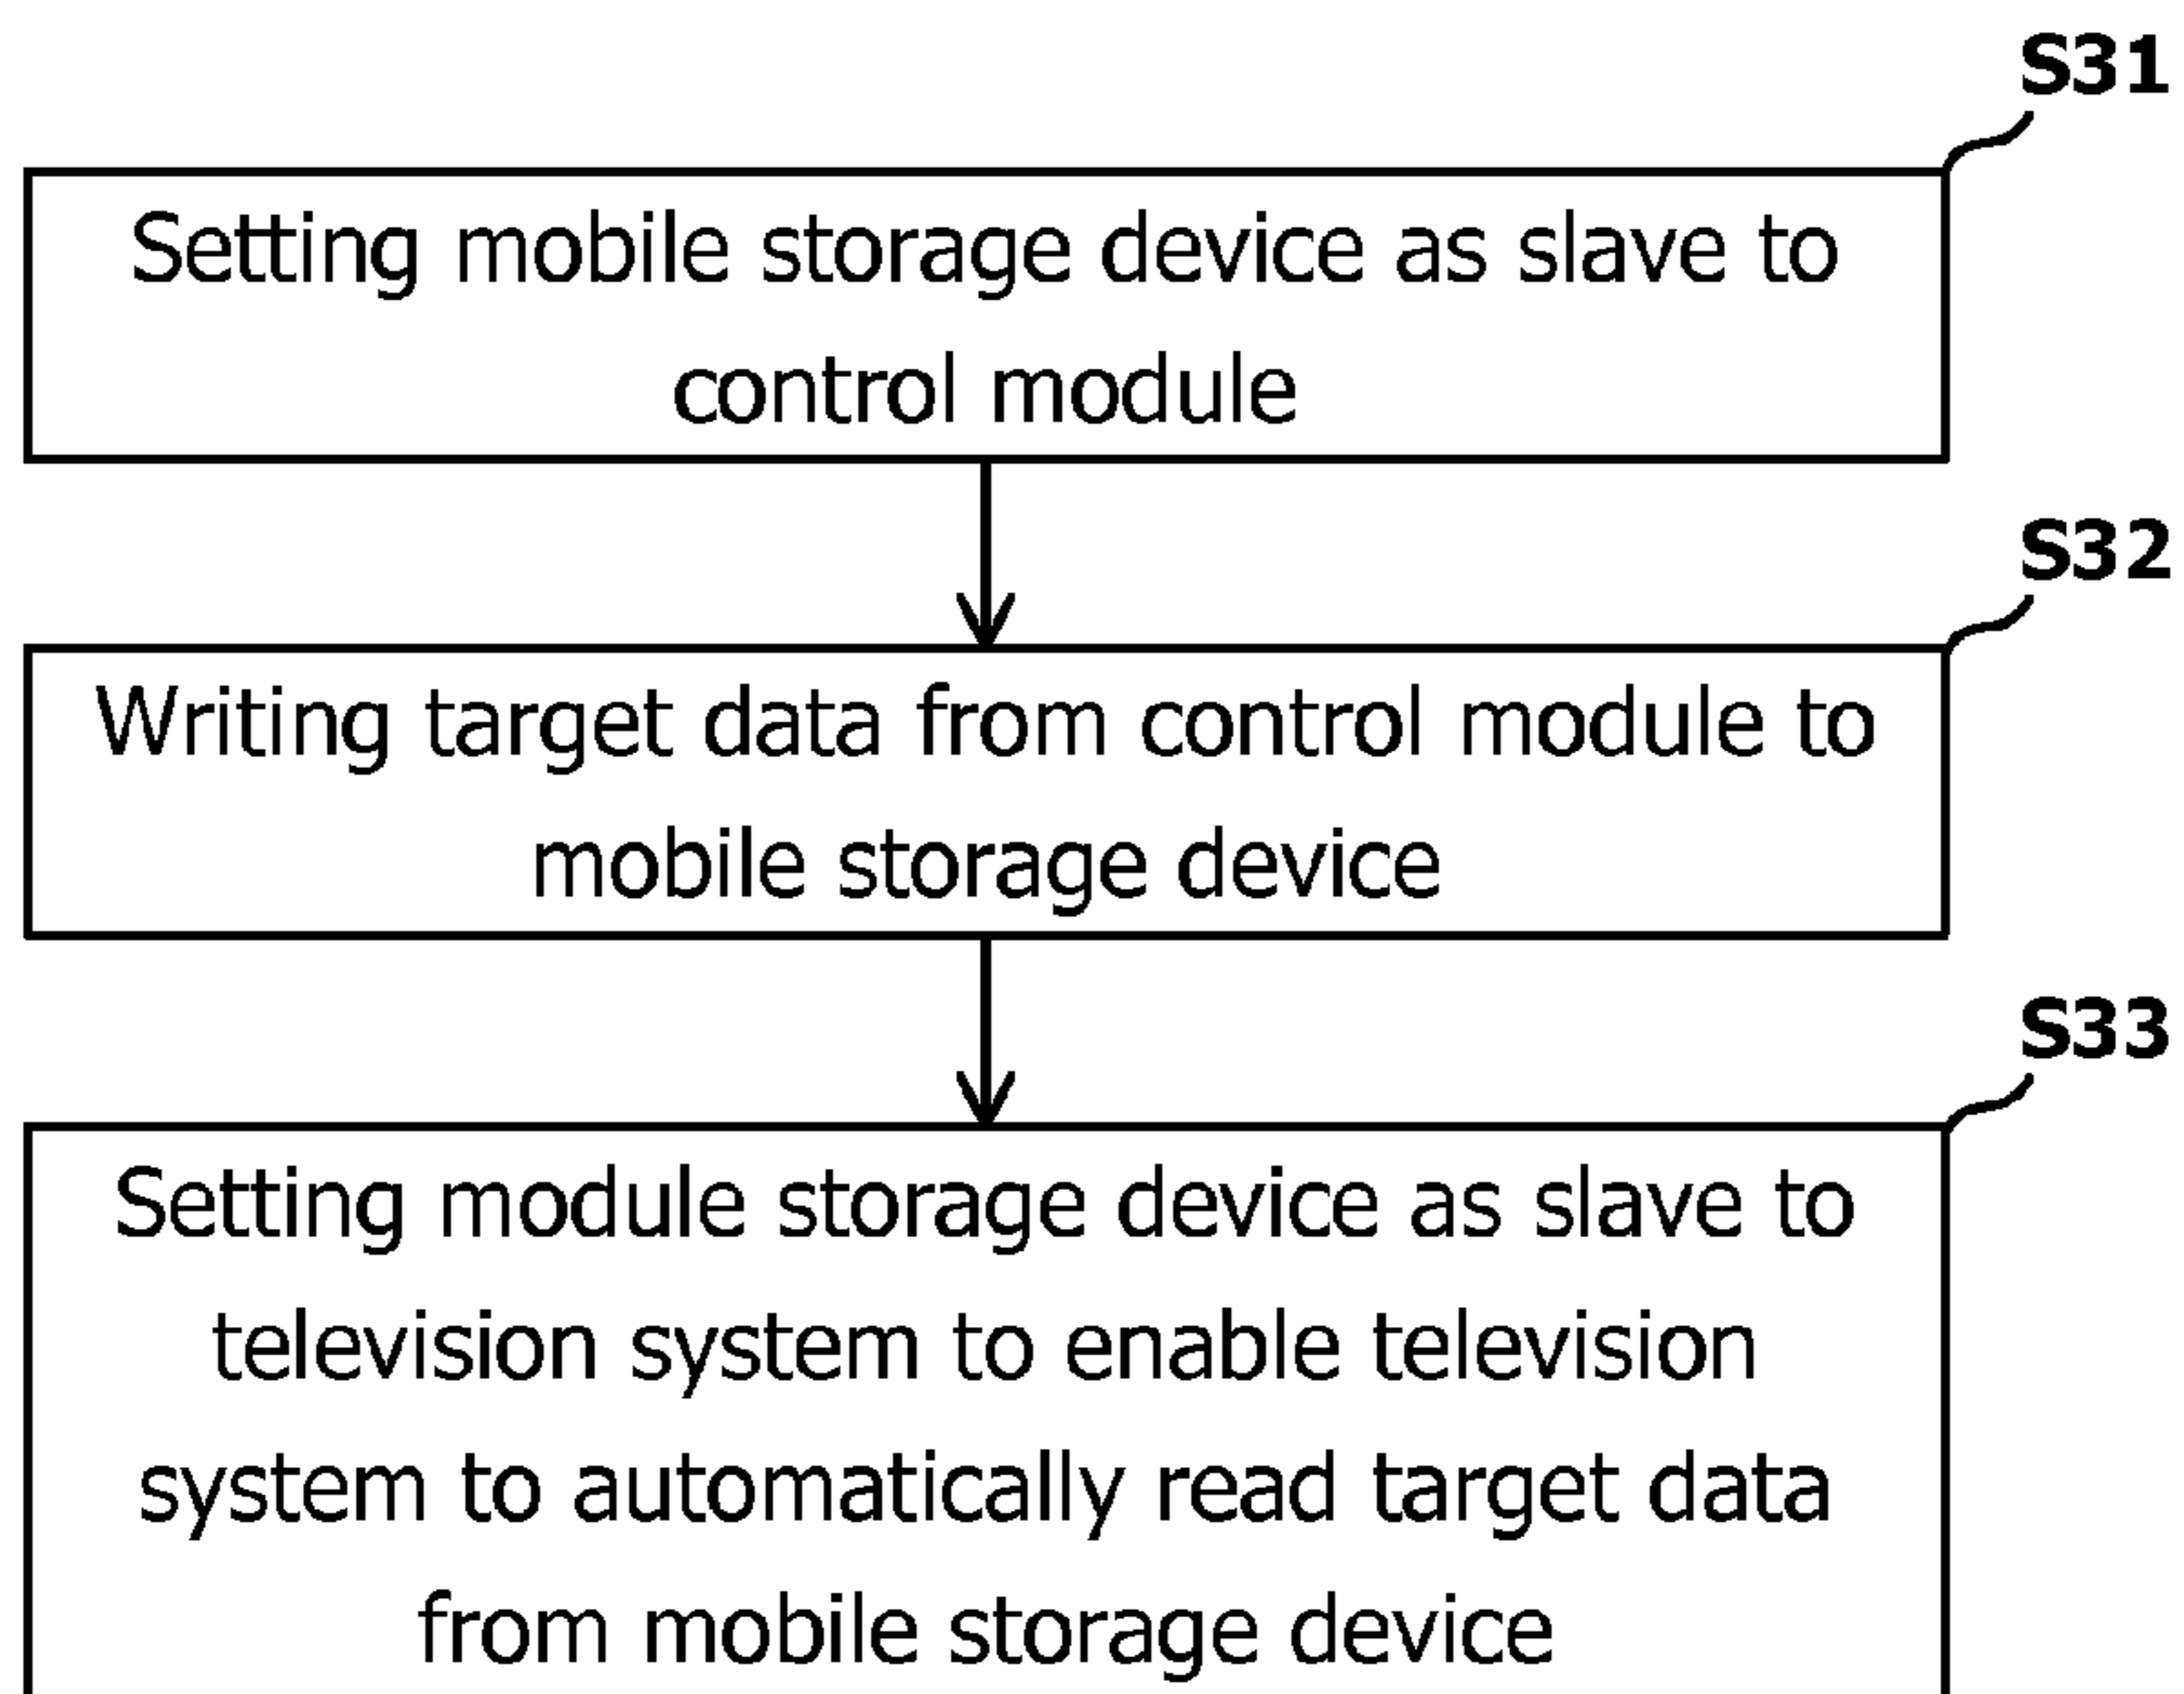 S31
Setting mobile storage device as slave to
control module
S32
Writing target data from control module to
mobile storage device
S33
Setting module storage device as slave to
television system to enable television
system to automatically read target data
from mobile storage device